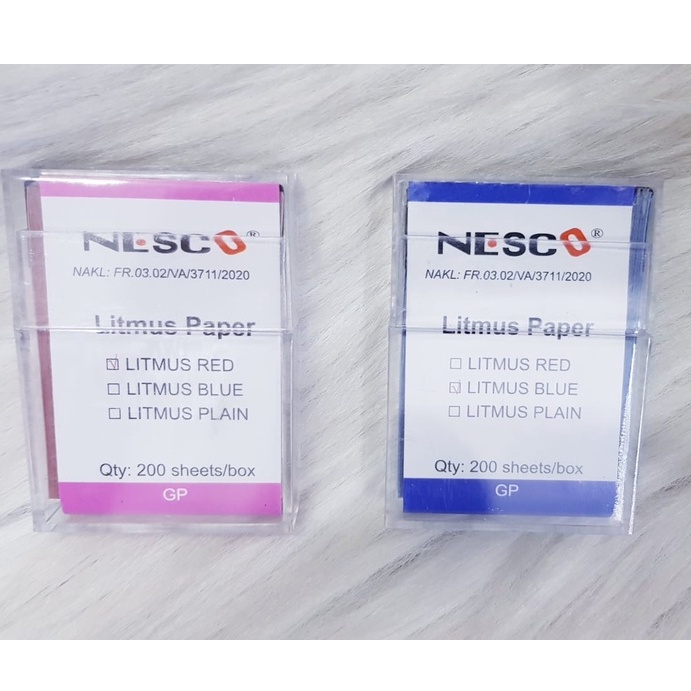 NESCO®
NAKL: FR.03.02/VA/3711/2020
Litmus Paper
☑ LITMUS RED
☐ LITMUS BLUE
☐ LITMUS PLAIN
Qty: 200 sheets/box
GP
NESCO®
NAKL: FR.03.02/VA/3711/2020
Litmus Paper
☐ LITMUS RED
☑ LITMUS BLUE
☐ LITMUS PLAIN
Qty: 200 sheets/box
GP